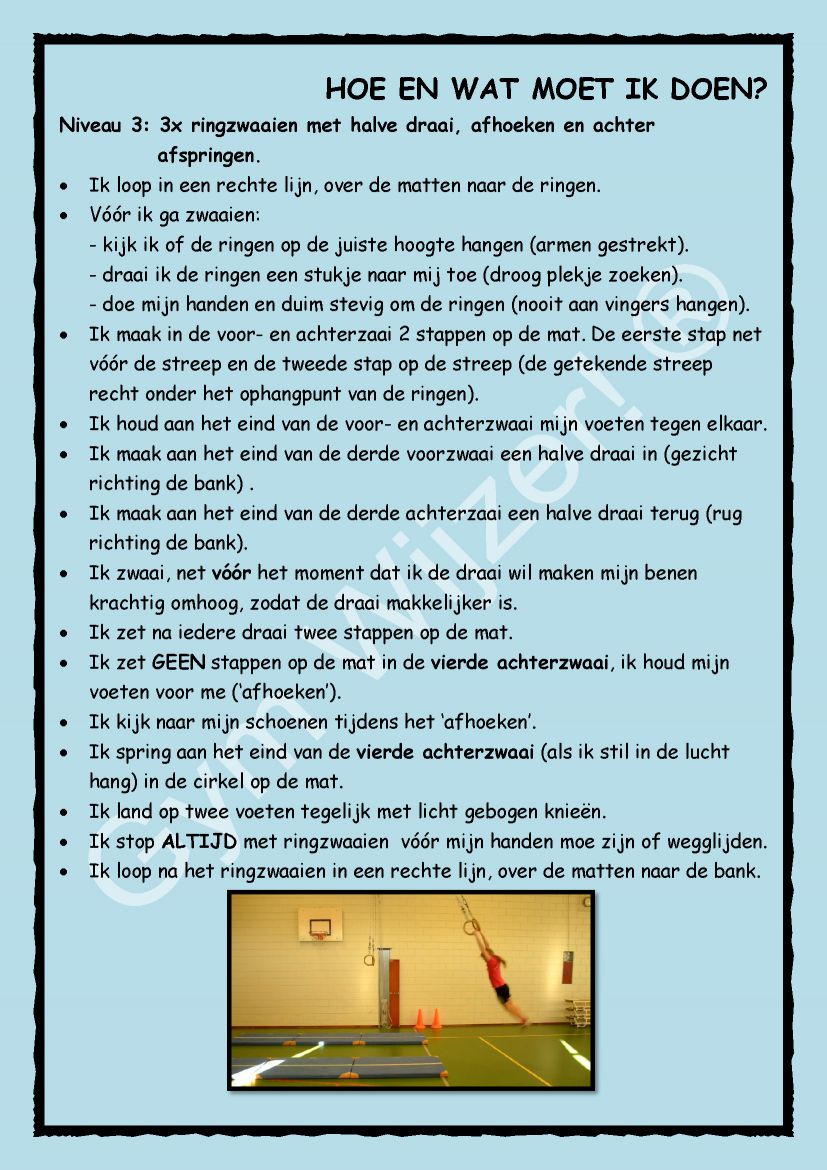 HOE EN WAT MOET IK DOEN?
Niveau 3: 3x ringzwaaien met halve draai, afhoeken en achter
afspringen.
• Ik loop in een rechte lijn, over de matten naar de ringen.
• Vóór ik ga zwaaien:
- kijk ik of de ringen op de juiste hoogte hangen (armen gestrekt).
- draai ik de ringen een stukje naar mij toe (droog plekje zoeken).
- doe mijn handen en duim stevig om de ringen (nooit aan vingers hangen).
• Ik maak in de voor- en achterzaai 2 stappen op de mat. De eerste stap net
vóór de streep en de tweede stap op de streep (de getekende streep
recht onder het ophangpunt van de ringen).
• Ik houd aan het eind van de voor- en achterzwaai mijn voeten tegen elkaar.
• Ik maak aan het eind van de derde voorzwaai een halve draai in (gezicht
richting de bank) .
• Ik maak aan het eind van de derde achterzaai een halve draai terug (rug
richting de bank).
• Ik zwaai, net vóór het moment dat ik de draai wil maken mijn benen
krachtig omhoog, zodat de draai makkelijker is.
• Ik zet na iedere draai twee stappen op de mat.
• Ik zet GEEN stappen op de mat in de vierde achterzwaai, ik houd mijn
voeten voor me (‘afhoeken’).
• Ik kijk naar mijn schoenen tijdens het ‘afhoeken’.
• Ik spring aan het eind van de vierde achterzwaai (als ik stil in de lucht
hang) in de cirkel op de mat.
• Ik land op twee voeten tegelijk met licht gebogen knieën.
• Ik stop ALTIJD met ringzwaaien vóór mijn handen moe zijn of wegglijden.
• Ik loop na het ringzwaaien in een rechte lijn, over de matten naar de bank.
Gym Wijzer! ®